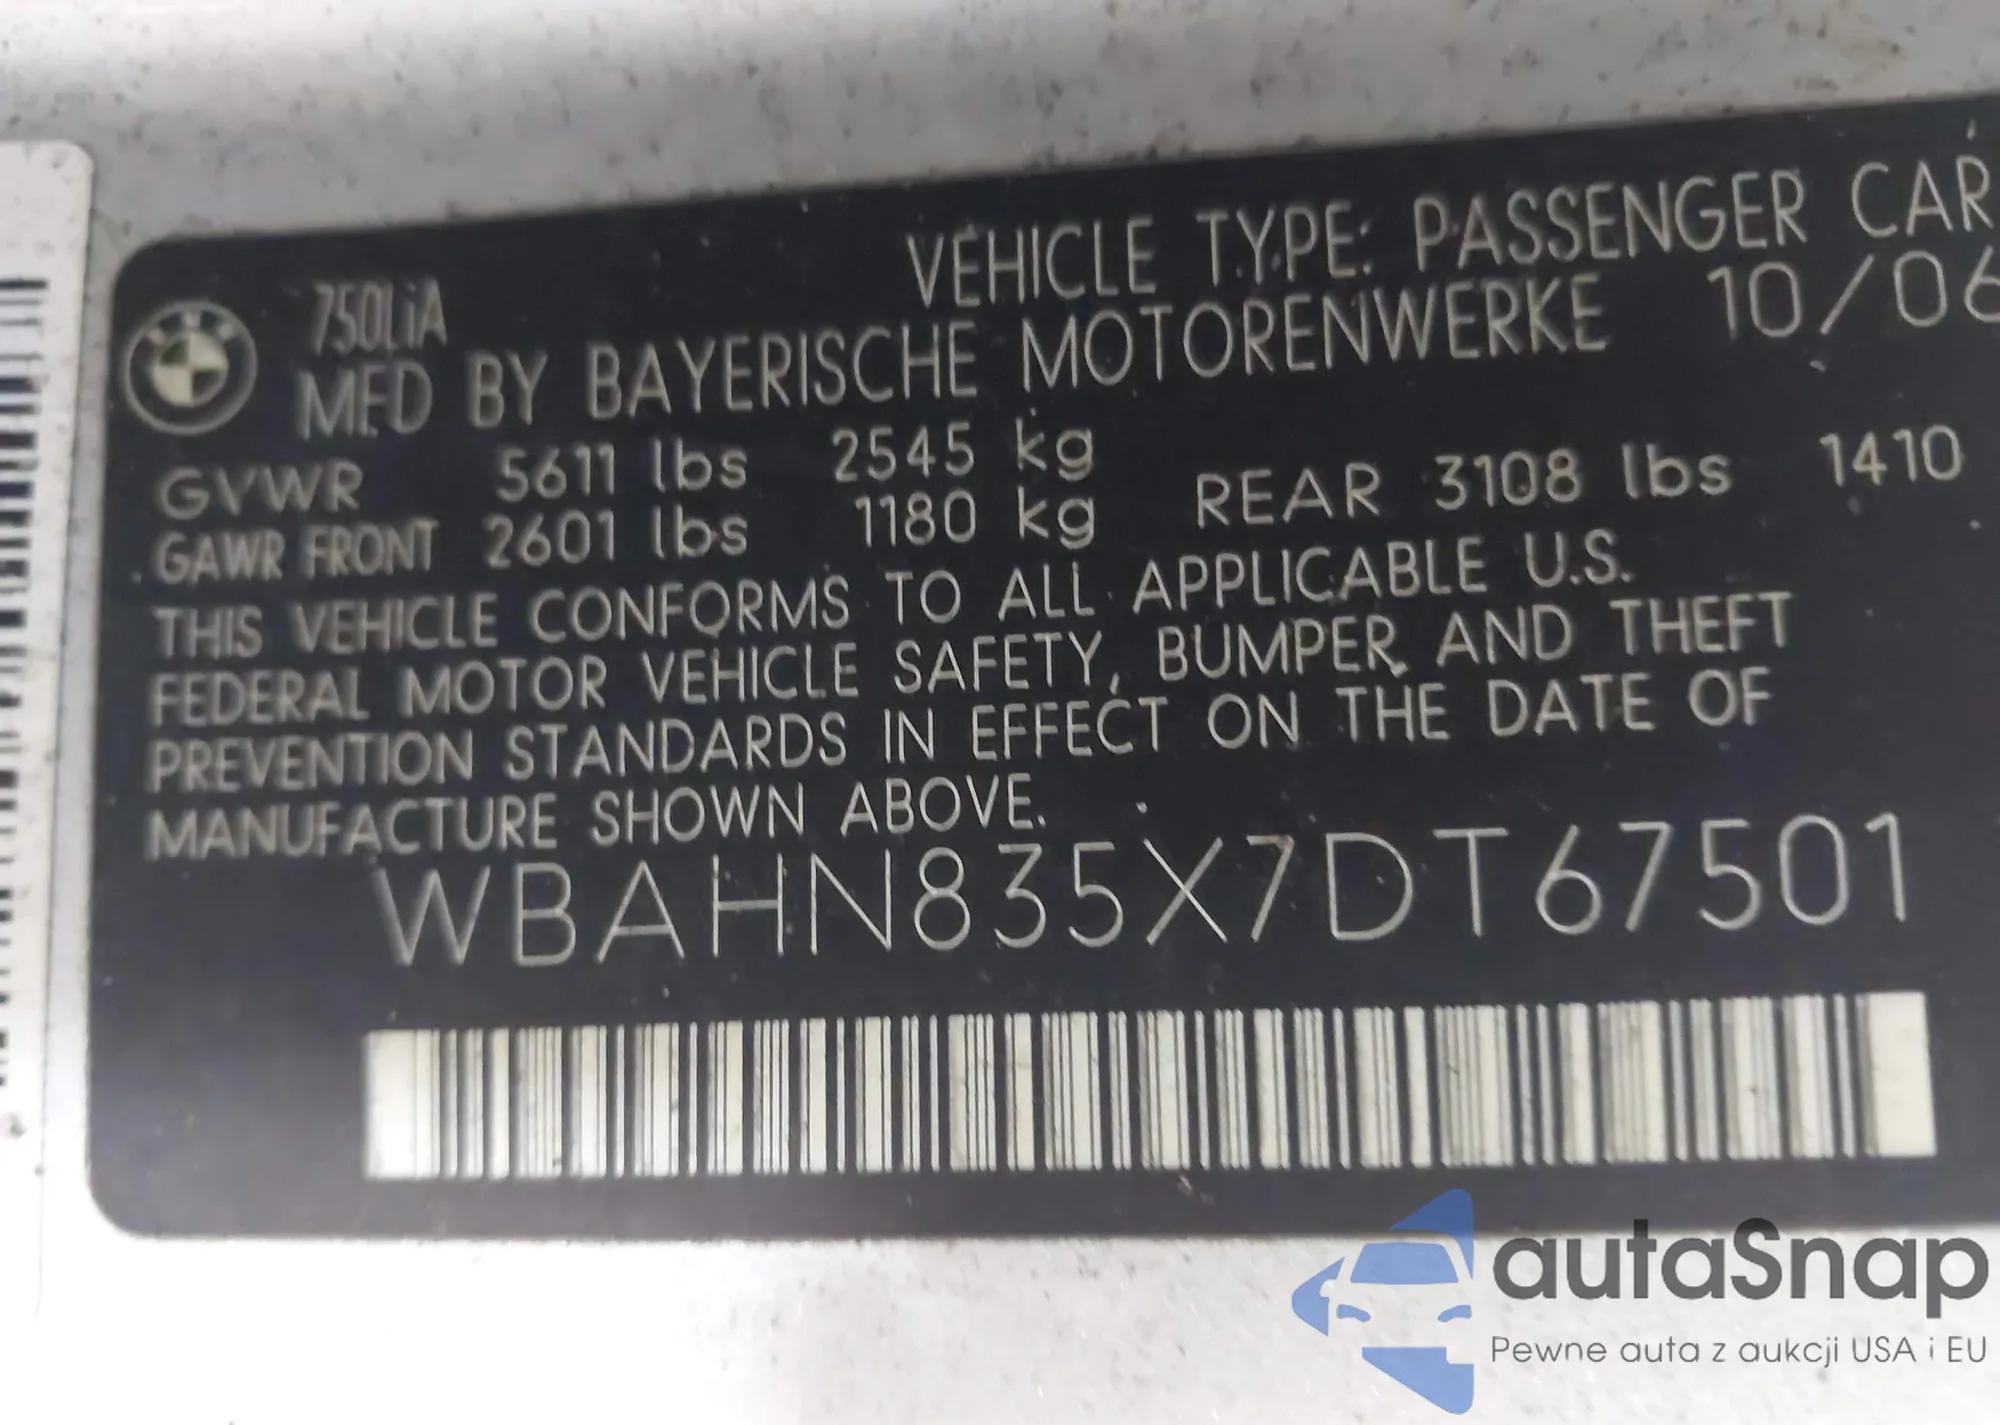 VEHICLE TYPE: PASSENGER CAR
750LiA
MFD BY BAYERISCHE MOTORENWERKE 10/06
GVWR 5611 lbs 2545 kg
GAWR FRONT 2601 lbs 1180 kg REAR 3108 lbs 1410
THIS VEHICLE CONFORMS TO ALL APPLICABLE U.S.
FEDERAL MOTOR VEHICLE SAFETY, BUMPER, AND THEFT
PREVENTION STANDARDS IN EFFECT ON THE DATE OF
MANUFACTURE SHOWN ABOVE.
WBAHN835X7DT67501
autaSnap
Pewne auta z aukcji USA i EU